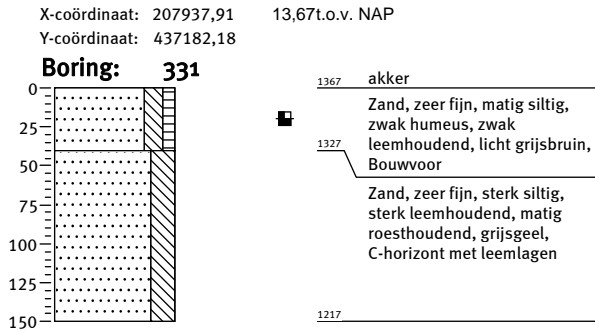 X-coördinaat: 207937,91 13,67t.o.v. NAP
Y-coördinaat: 437182,18
Boring: 331
0
25
50
75
100
125
150
1367 akker
Zand, zeer fijn, matig siltig,
zwak humeus, zwak
leemhoudend, licht grijsbruin,
Bouwvoor
1327
Zand, zeer fijn, sterk siltig,
sterk leemhoudend, matig
roesthoudend, grijsgeel,
C-horizont met leemlagen
1217